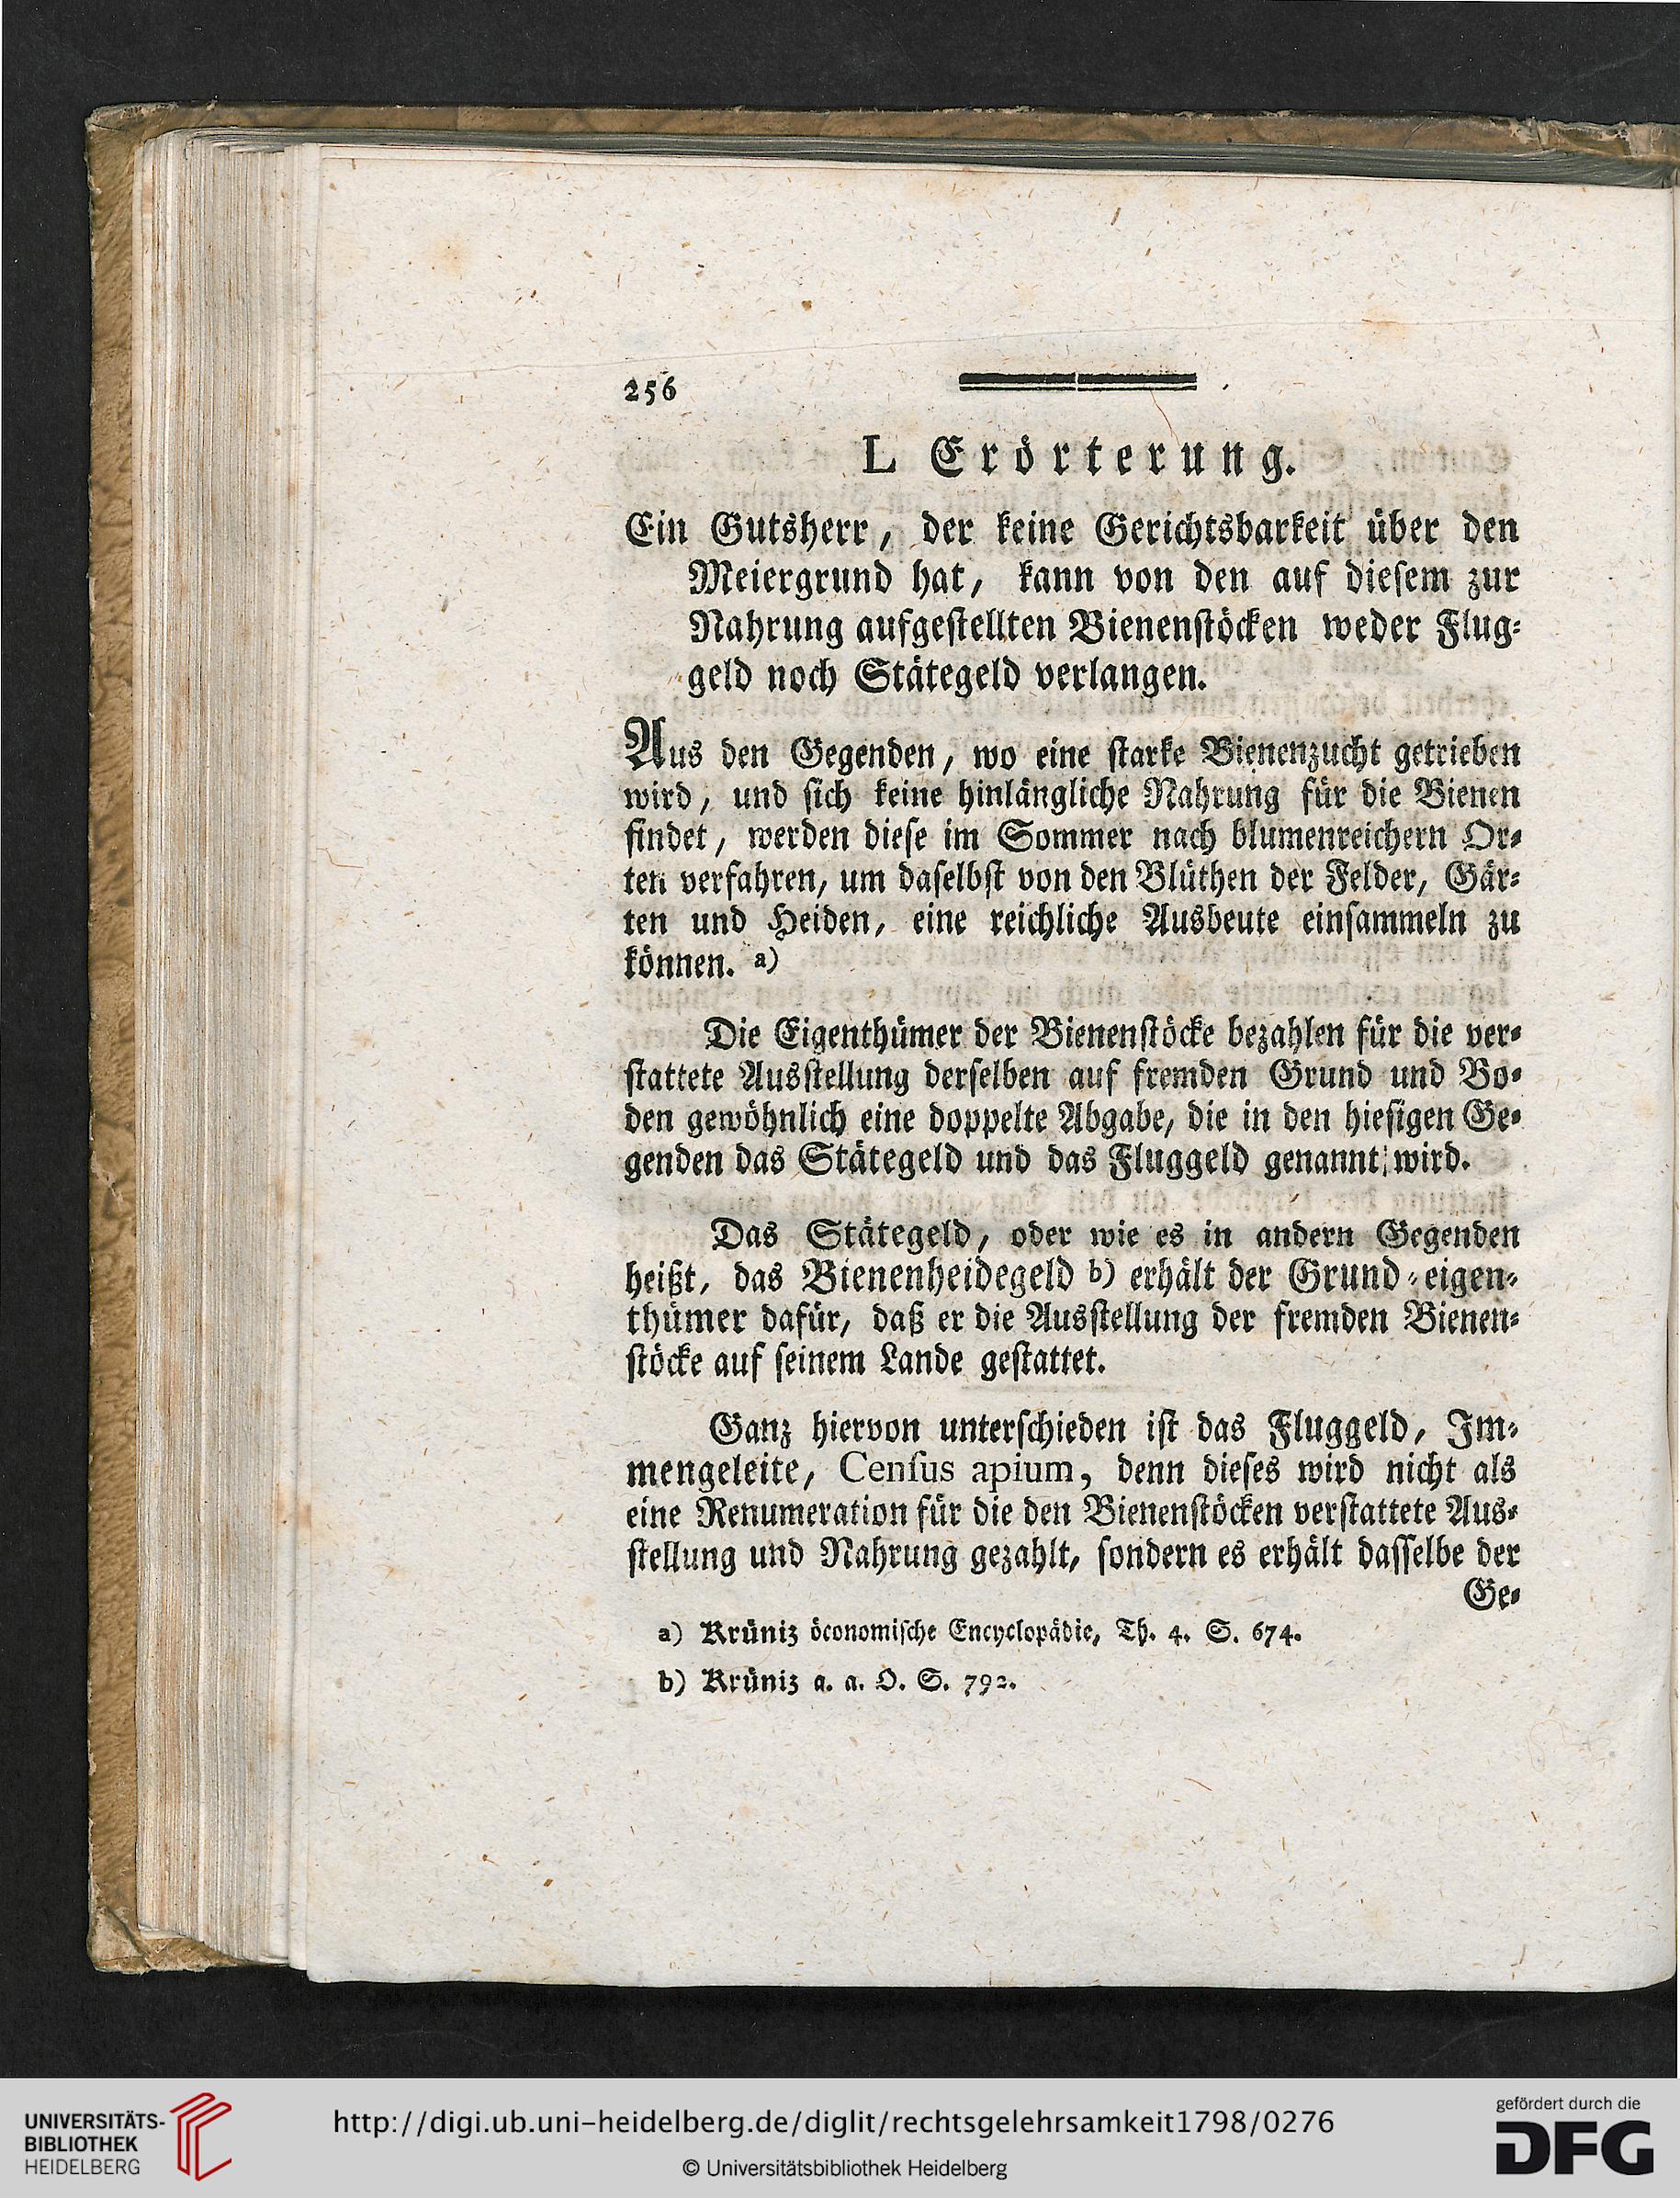 256
L Erörterung.
Ein Gutsherr, der keine Gerichtsbarkeit über den
Meiergrund hat, kann von den auf diesem zur
Nahrung aufgestellten Bienenstöcken weder Flug-
geld noch Stätegeld verlangen.
Aus den Gegenden, wo eine starke Bienenzucht getrieben
wird, und sich keine hinlängliche Nahrung für die Bienen
findet, werden diese im Sommer nach blumenreichern Or-
ten verfahren, um daselbst von den Blüthen der Felder, Gär-
ten und Heiden, eine reichliche Ausbeute einsammeln zu
können. a)
Die Eigenthümer der Bienenstöcke bezahlen für die ver-
stattete Ausstellung derselben auf fremden Grund und Bo-
den gewöhnlich eine doppelte Abgabe, die in den hiesigen Ge-
genden das Stätegeld und das Fluggeld genannt wird.
Das Stätegeld, oder wie es in andern Gegenden
heißt, das Bienenheidegeld b) erhält der Grund-eigen-
thümer dafür, daß er die Ausstellung der fremden Bienen-
stöcke auf seinem Lande gestattet.
Ganz hiervon unterschieden ist das Fluggeld, Im-
mengeleite, Census apium, denn dieses wird nicht als
eine Renumeration für die den Bienenstöcken verstattete Aus-
stellung und Nahrung gezahlt, sondern es erhält dasselbe der
Ge-
a) Krüniz öconomische Encyclopädie, Th. 4. S. 674.
b) Krüniz a. a. O. S. 792.
UNIVERSITÄTS-
BIBLIOTHEK
HEIDELBERG
http://digi.ub.uni-heidelberg.de/diglit/rechtsgelehrsamkeit1798/0276
© Universitätsbibliothek Heidelberg
gefördert durch die
DFG